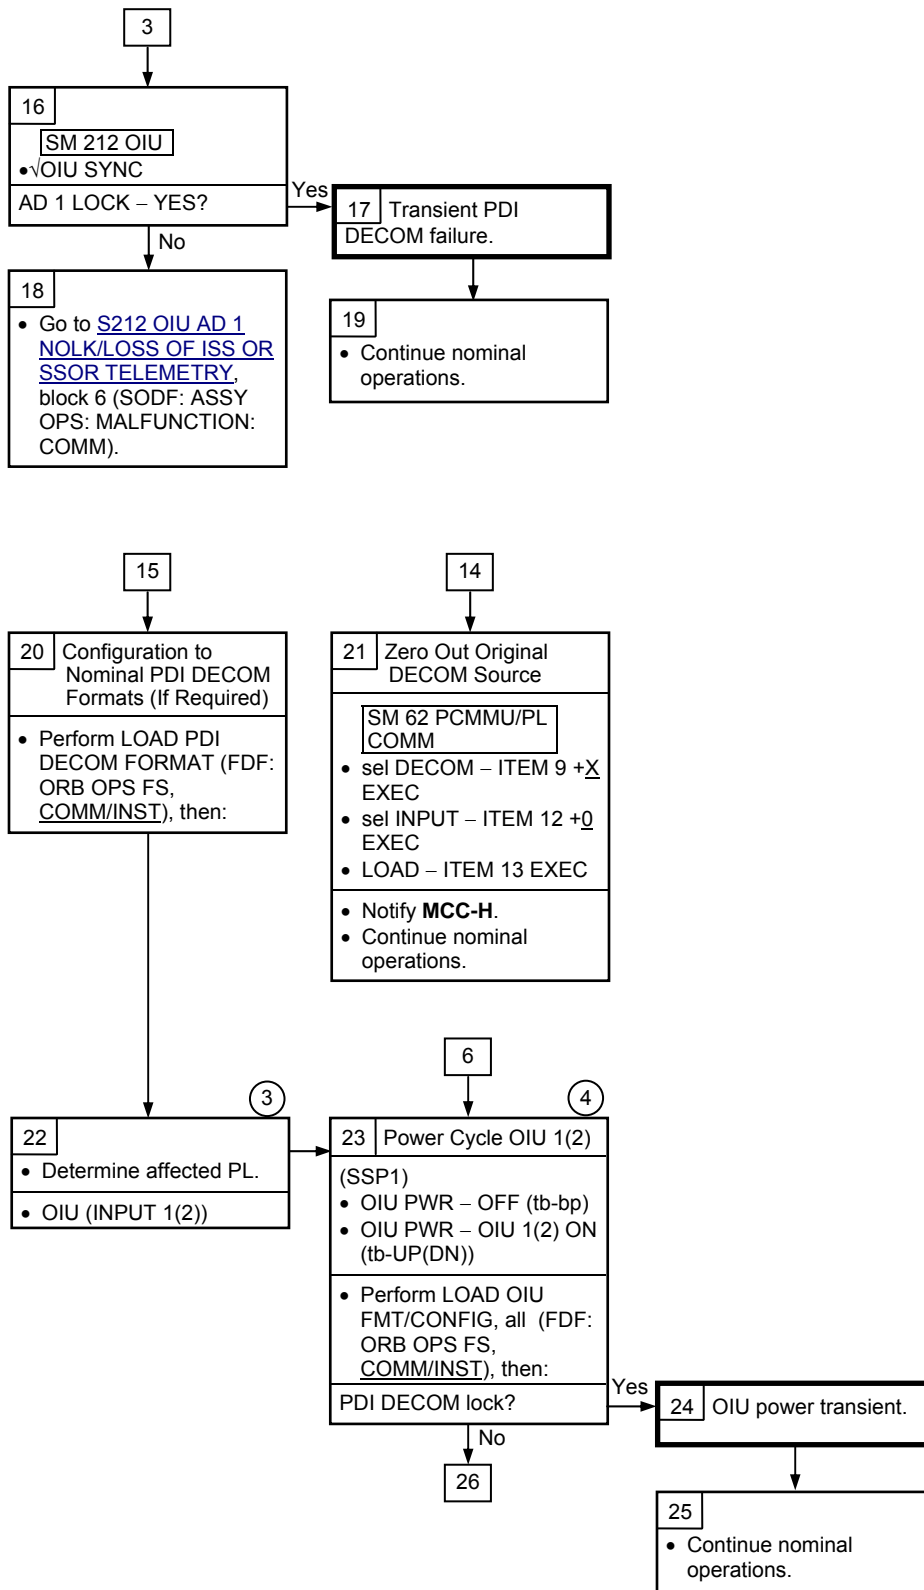 3
16
SM 212 OIU
•√OIU SYNC
AD 1 LOCK – YES?
Yes
17 Transient PDI
DECOM failure.
No
18
• Go to S212 OIU AD 1
NOLK/LOSS OF ISS OR
SSOR TELEMETRY,
block 6 (SODF: ASSY
OPS: MALFUNCTION:
COMM).
19
• Continue nominal
operations.
15
20 Configuration to
Nominal PDI DECOM
Formats (If Required)
• Perform LOAD PDI
DECOM FORMAT (FDF:
ORB OPS FS,
COMM/INST), then:
14
21 Zero Out Original
DECOM Source
SM 62 PCMMU/PL
COMM
• sel DECOM – ITEM 9 +X
EXEC
• sel INPUT – ITEM 12 +0
EXEC
• LOAD – ITEM 13 EXEC
• Notify MCC-H.
• Continue nominal
operations.
3
22
• Determine affected PL.
• OIU (INPUT 1(2))
6
4
23 Power Cycle OIU 1(2)
(SSP1)
• OIU PWR – OFF (tb-bp)
• OIU PWR – OIU 1(2) ON
(tb-UP(DN))
• Perform LOAD OIU
FMT/CONFIG, all (FDF:
ORB OPS FS,
COMM/INST), then:
PDI DECOM lock?
Yes
24 OIU power transient.
No
26
25
• Continue nominal
operations.